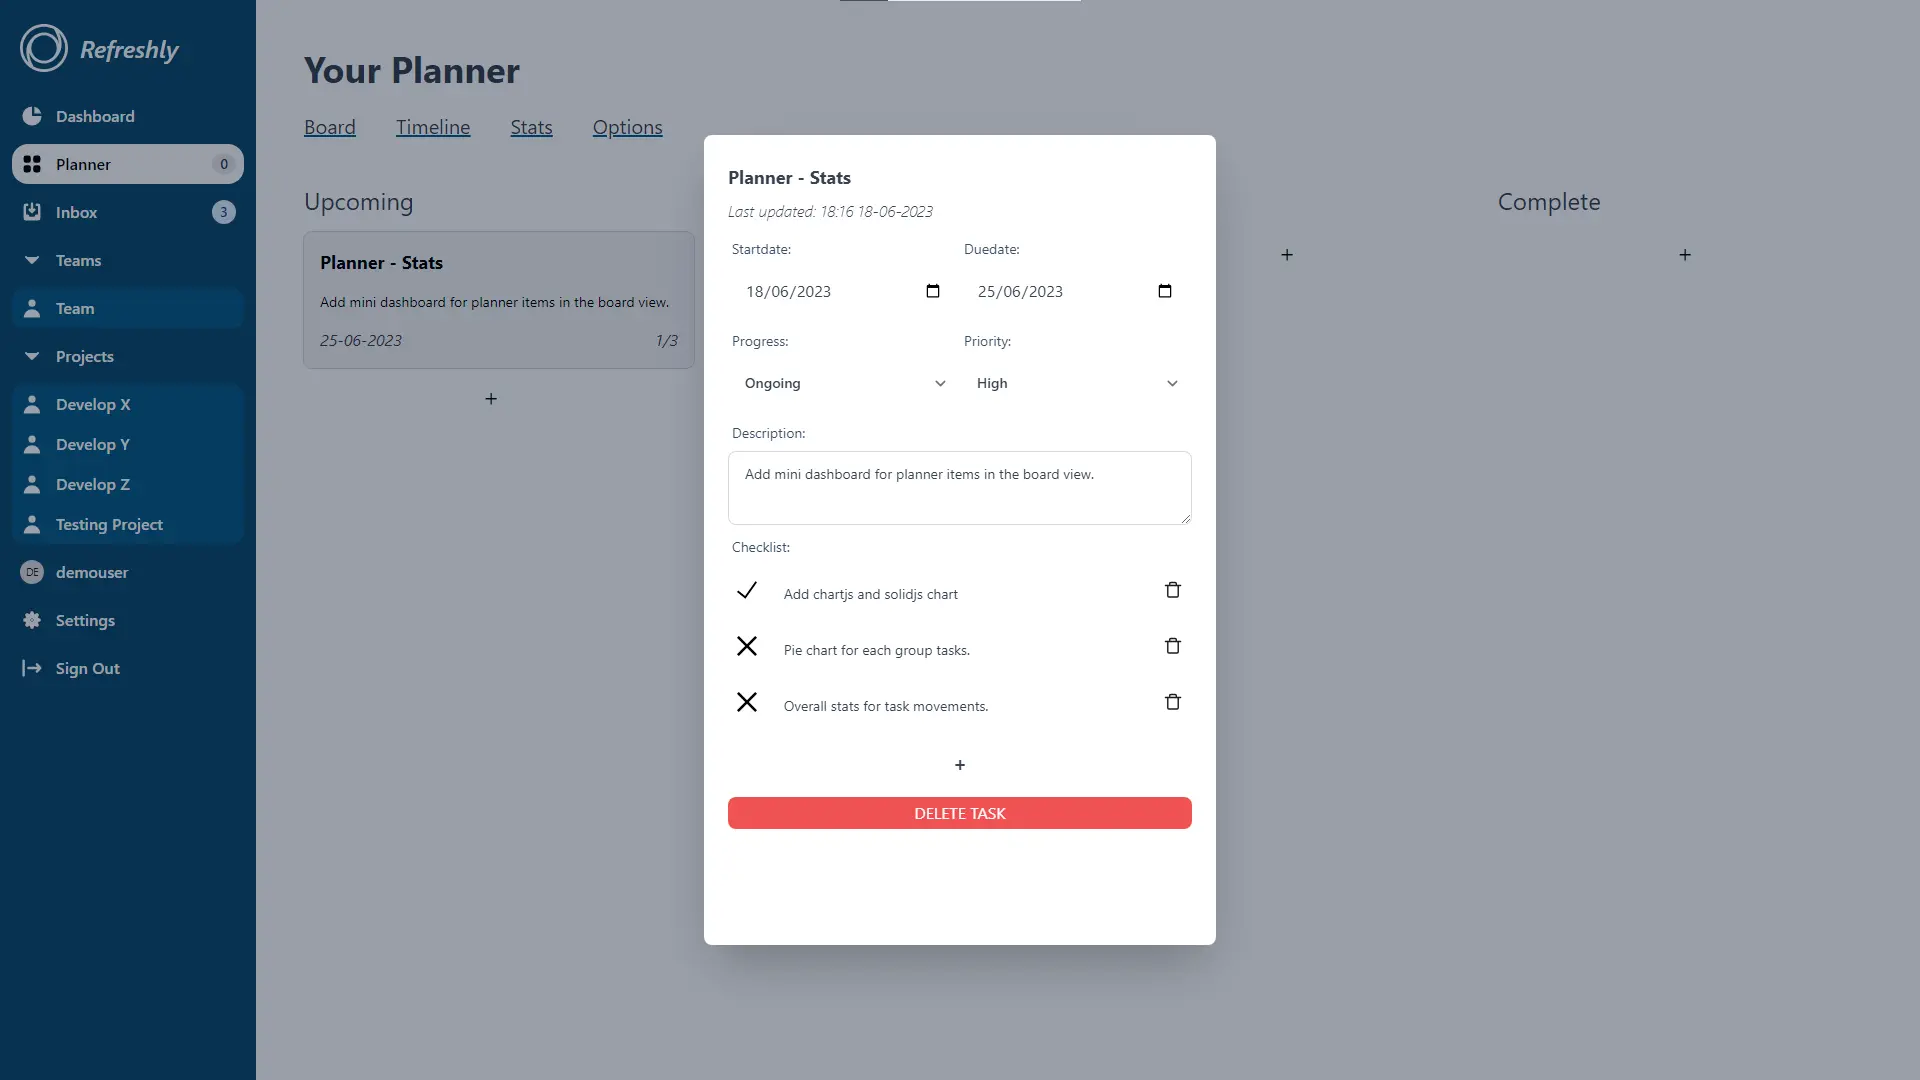 Refreshly
Dashboard
Planner 0
Inbox 3
Teams
Team
Projects
Develop X
Develop Y
Develop Z
Testing Project
DE demouser
Settings
Sign Out
Your Planner
Board Timeline Stats Options
Upcoming
Planner - Stats
Add mini dashboard for planner items in the board view.
25-06-2023 1/3
+
Planner - Stats
Last updated: 18:16 18-06-2023
Startdate: Duedate:
18/06/2023 25/06/2023
Progress: Priority:
Ongoing High
Description:
Add mini dashboard for planner items in the board view.
Checklist:
Add chartjs and solidjs chart
Pie chart for each group tasks.
Overall stats for task movements.
+
DELETE TASK
+
Complete
+